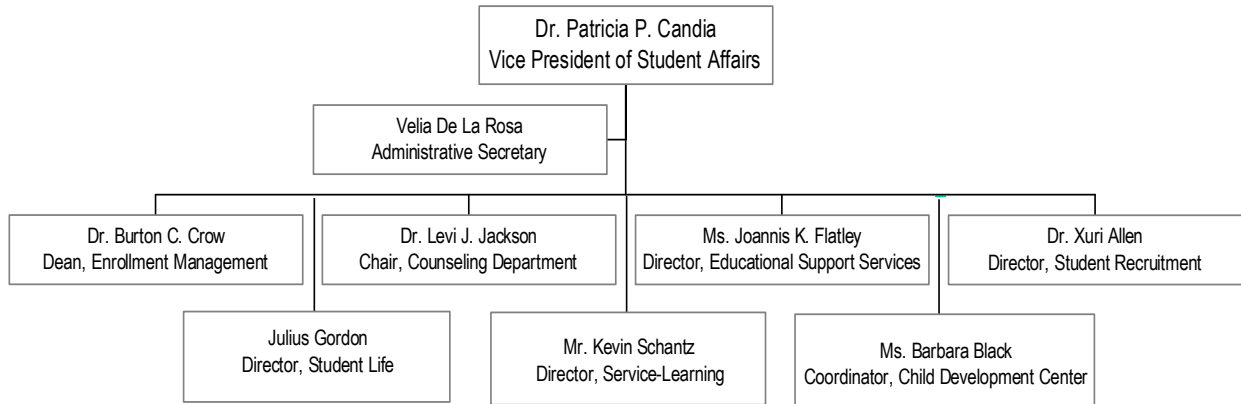 Dr. Patricia P. Candia
Vice President of Student Affairs
Velia De La Rosa
Administrative Secretary
Dr. Burton C. Crow
Dean, Enrollment Management
Dr. Levi J. Jackson
Chair, Counseling Department
Ms. Joannis K. Flatley
Director, Educational Support Services
Dr. Xuri Allen
Director, Student Recruitment
Julius Gordon
Director, Student Life
Mr. Kevin Schantz
Director, Service-Learning
Ms. Barbara Black
Coordinator, Child Development Center